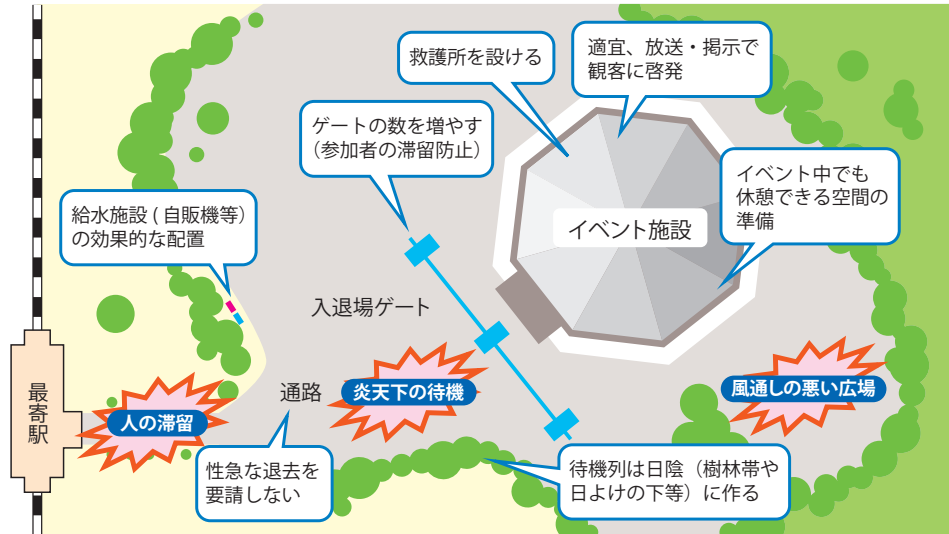 救護所を設ける
適宜、放送・掲示で
観客に啓発
ゲートの数を増やす
（参加者の滞留防止）
イベント中でも
休憩できる空間の
準備
給水施設 ( 自販機等 )
の効果的な配置
イベント施設
入退場ゲート
最寄駅
人の滞留
通路
炎天下の待機
風通しの悪い広場
性急な退去を
要請しない
待機列は日陰（樹林帯や
日よけの下等）に作る